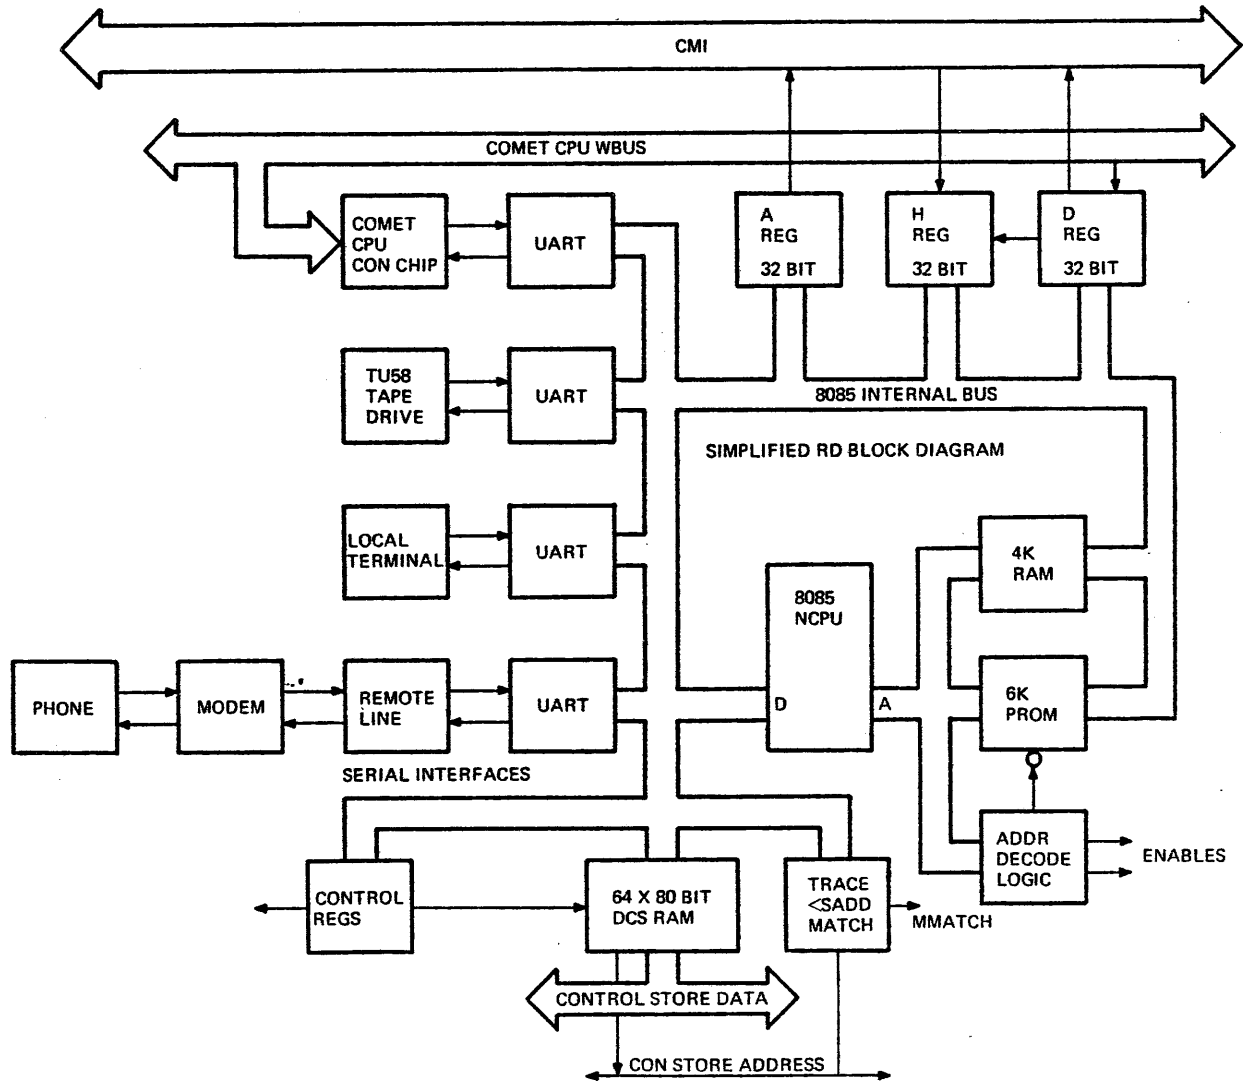 CMI
COMET CPU WBUS
COMET
CPU
CON CHIP
UART
A
REG
32 BIT
H
REG
32 BIT
D
REG
32 BIT
TU58
TAPE
DRIVE
UART
8085 INTERNAL BUS
SIMPLIFIED RD BLOCK DIAGRAM
LOCAL
TERMINAL
UART
8085
NCPU
D
A
4K
RAM
6K
PROM
PHONE
MODEM
REMOTE
LINE
UART
SERIAL INTERFACES
ADDR
DECODE
LOGIC
ENABLES
CONTROL
REGS
64 X 80 BIT
DCS RAM
TRACE
<SADD
MATCH
MMATCH
CONTROL STORE DATA
CON STORE ADDRESS